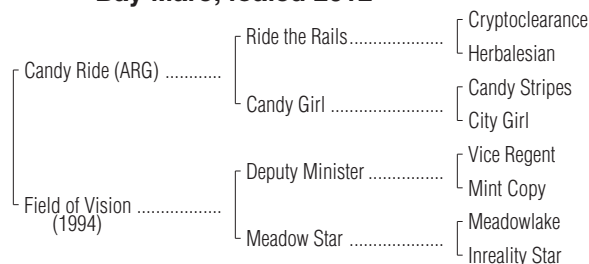 Bay Mare; foaled 2012
Cryptoclearance
Ride the Rails....................
Herbalesian
Candy Ride (ARG) ............
Candy Stripes
Candy Girl ........................
City Girl
Vice Regent
Deputy Minister ................
Mint Copy
Field of Vision ..................
(1994)
Meadowlake
Meadow Star ....................
Inreality Star